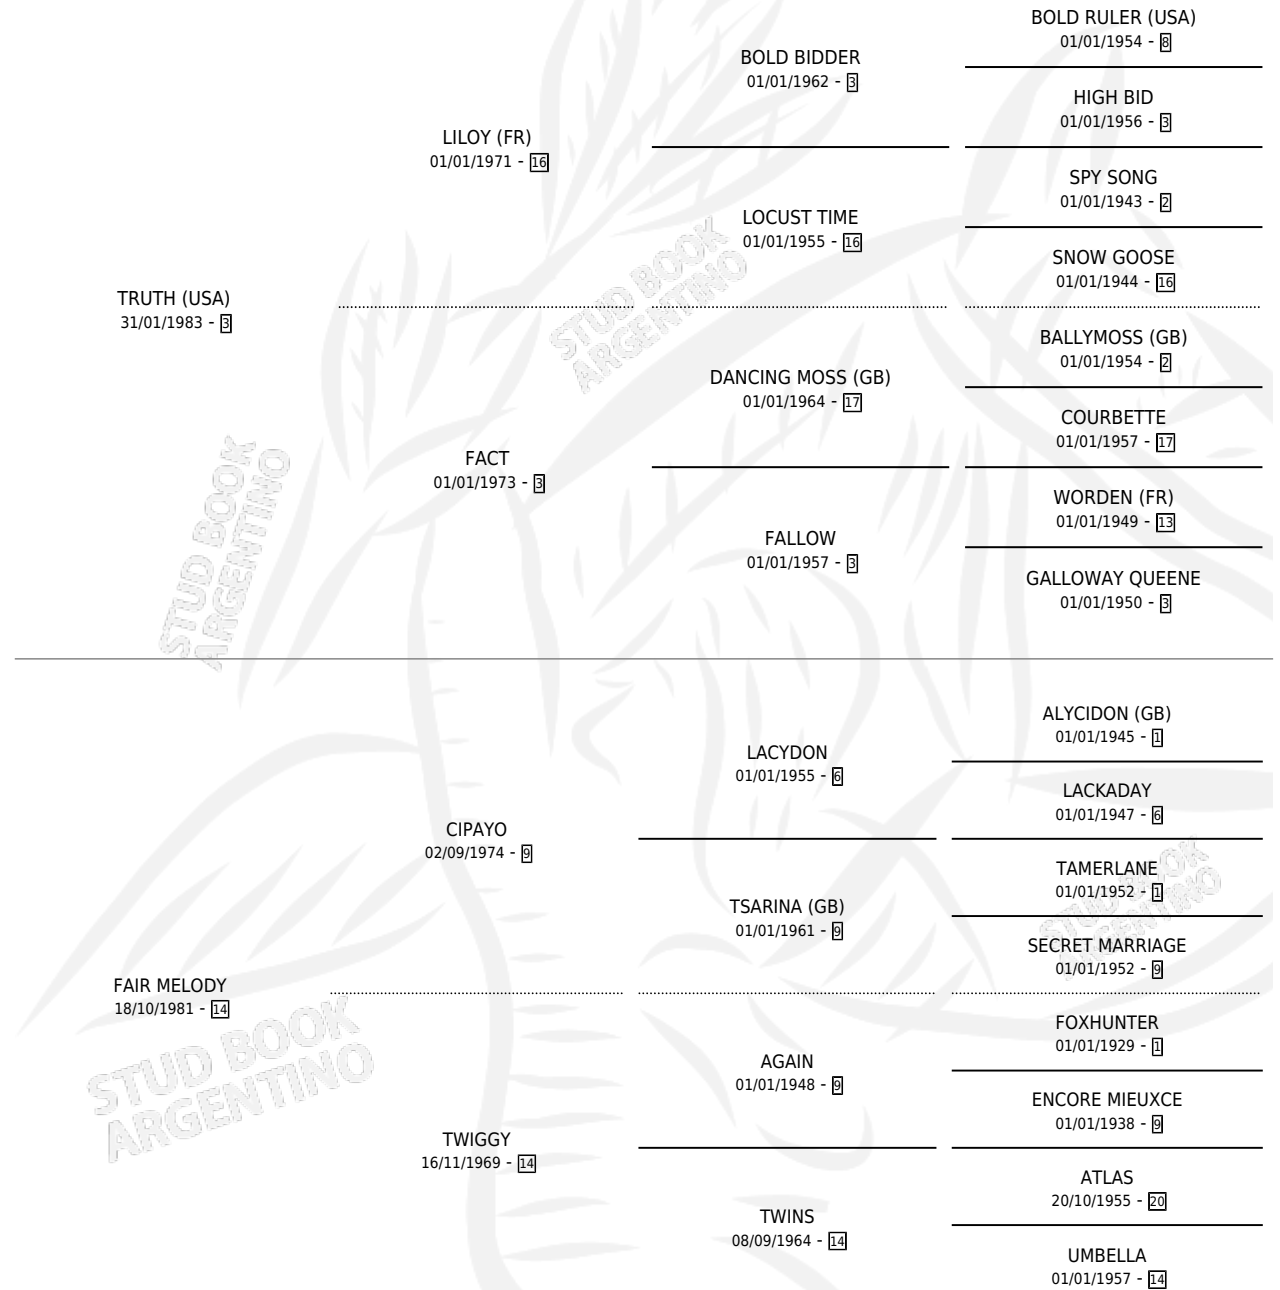 BOLD RULER (USA)
01/01/1954 - 8
BOLD BIDDER
01/01/1962 - 3
HIGH BID
01/01/1956 - 3
LILOY (FR)
01/01/1971 - 16
SPY SONG
01/01/1943 - 2
LOCUST TIME
01/01/1955 - 16
SNOW GOOSE
01/01/1944 - 16
TRUTH (USA)
31/01/1983 - 3
STUD BOOK
ARGENTINO
BALLYMOSS (GB)
01/01/1954 - 2
DANCING MOSS (GB)
01/01/1964 - 17
COURBETTE
01/01/1957 - 17
FACT
01/01/1973 - 3
STUD BOOK
ARGENTINO
WORDEN (FR)
01/01/1949 - 13
FALLOW
01/01/1957 - 3
GALLOWAY QUEENE
01/01/1950 - 3
ALYCIDON (GB)
01/01/1945 - 1
LACYDON
01/01/1955 - 6
LACKADAY
01/01/1947 - 6
CIPAYO
02/09/1974 - 9
TAMERLANE
01/01/1952 - 1
STUD BOOK
ARGENTINO
TSARINA (GB)
01/01/1961 - 9
SECRET MARRIAGE
01/01/1952 - 9
FAIR MELODY
18/10/1981 - 14
STUD BOOK
ARGENTINO
FOXHUNTER
01/01/1929 - 1
AGAIN
01/01/1948 - 9
ENCORE MIEUXCE
01/01/1938 - 9
TWIGGY
16/11/1969 - 14
ATLAS
20/10/1955 - 20
TWINS
08/09/1964 - 14
UMBELLA
01/01/1957 - 14